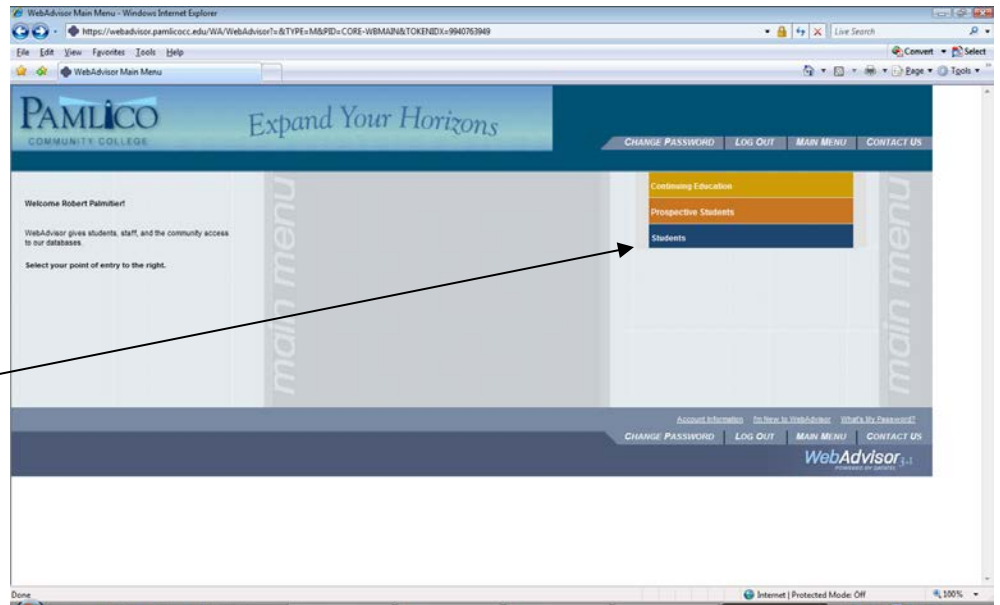 WebAdvisor Main Menu - Windows Internet Explorer
https://webadvisor.pamlicocc.edu/WA/WebAdvisor?=&TYPE=M&PID=CORE-WBMAIN&TOKENIDX=9940763949
Live Search
File Edit View Favorites Tools Help
Convert Select
WebAdvisor Main Menu
Page Tools
PAMLICO
COMMUNITY COLLEGE
Expand Your Horizons
CHANGE PASSWORD LOG OUT MAIN MENU CONTACT US
Welcome Robert Palmitier!
WebAdvisor gives students, staff, and the community access
to our databases.
Select your point of entry to the right.
main menu
Continuing Education
Prospective Students
Students
main menu
Account Information I'm New to WebAdvisor What's My Password?
CHANGE PASSWORD LOG OUT MAIN MENU CONTACT US
WebAdvisor 3.1
POWERED BY DATATEL
Done
Internet | Protected Mode: Off
100%